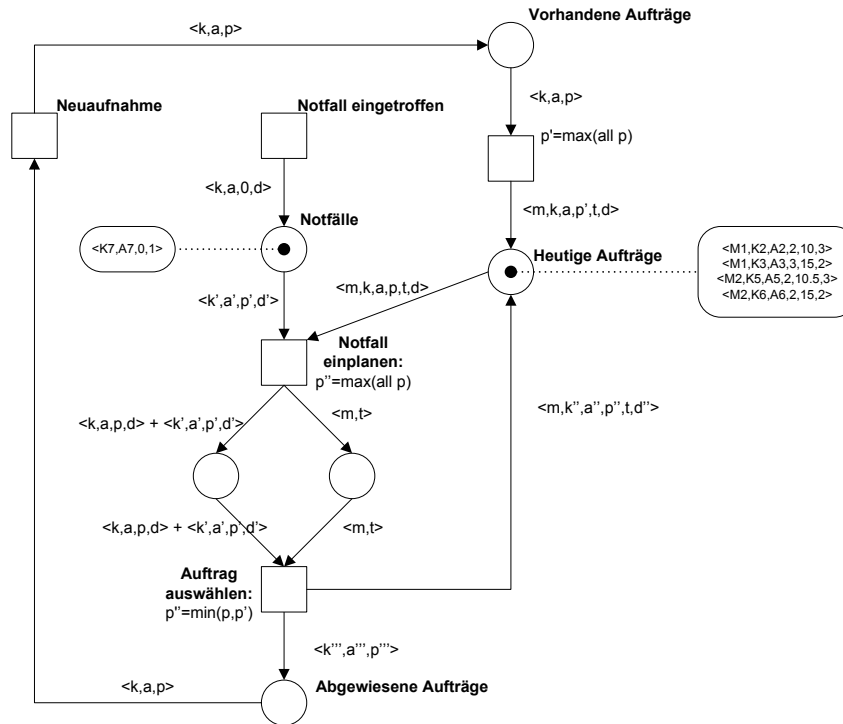 Vorhandene Aufträge
<k,a,p>
Neuaufnahme
Notfall eingetroffen
<k,a,p>
p'=max(all p)
<k,a,0,d>
<m,k,a,p',t,d>
Notfälle
<K7,A7,0,1>
Heutige Aufträge
<M1,K2,A2,2,10,3>
<M1,K3,A3,3,15,2>
<M2,K5,A5,2,10.5,3>
<M2,K6,A6,2,15,2>
<k',a',p',d'>
<m,k,a,p,t,d>
Notfall
einplanen:
p''=max(all p)
<k,a,p,d> + <k',a',p',d'>
<m,t>
<m,k'',a'',p'',t,d''>
<k,a,p,d> + <k',a',p',d'>
<m,t>
Auftrag
auswählen:
p''=min(p,p')
<k''',a''',p'''>
<k,a,p>
Abgewiesene Aufträge